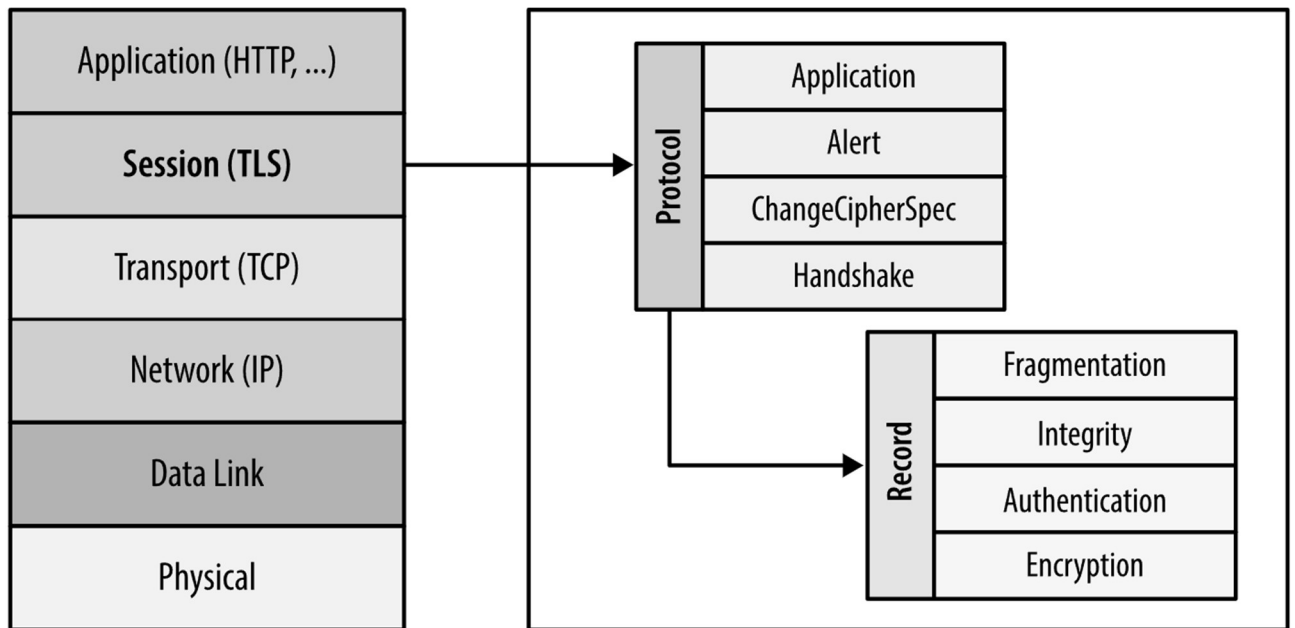 Application (HTTP, ...)
Session (TLS)
Transport (TCP)
Network (IP)
Data Link
Physical
Protocol
Application
Alert
ChangeCipherSpec
Handshake
Record
Fragmentation
Integrity
Authentication
Encryption